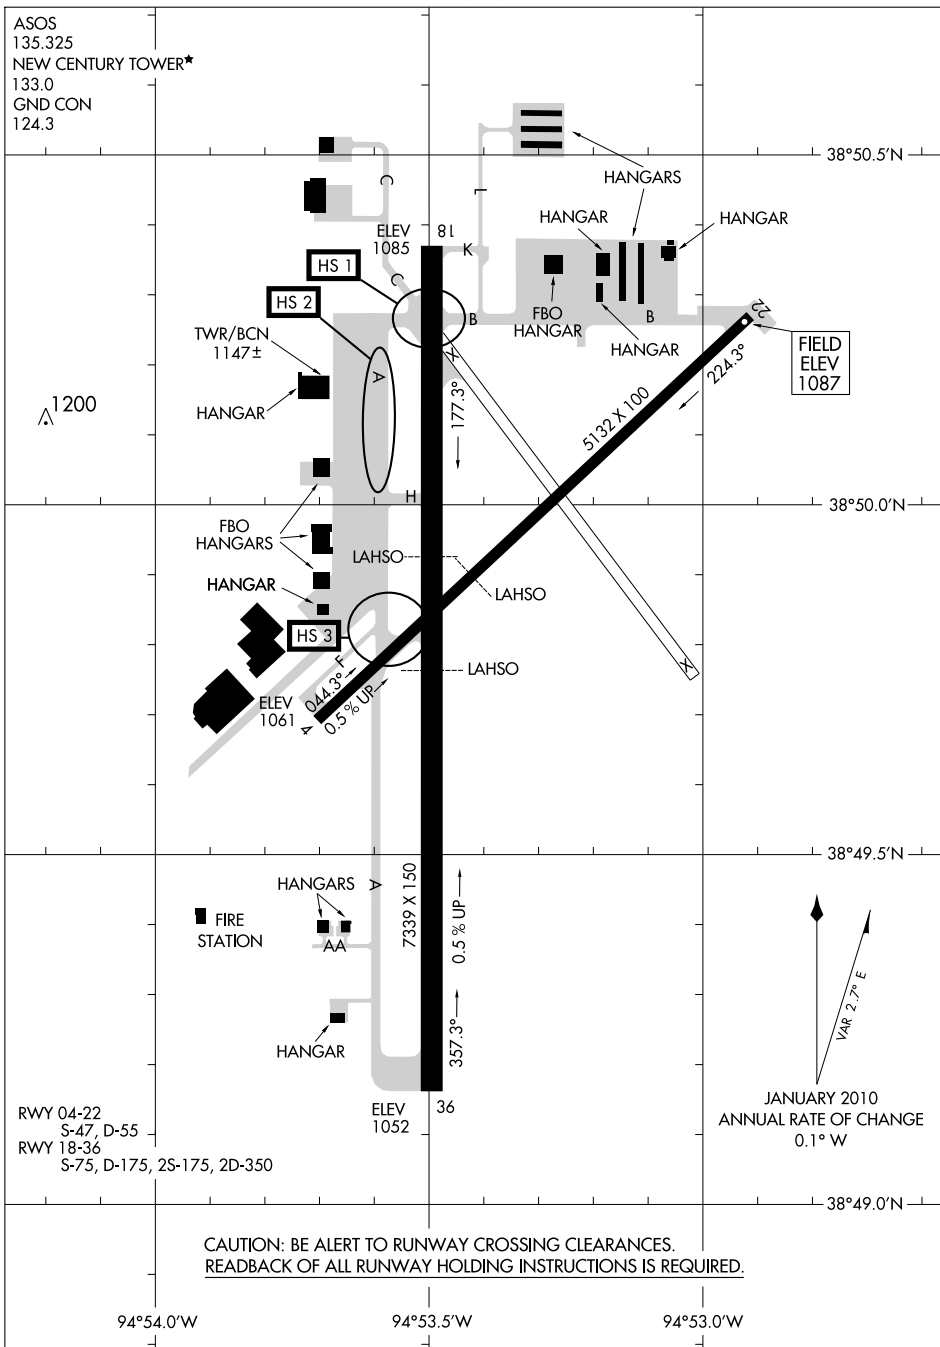 ASOS
135.325
NEW CENTURY TOWER★
133.0
GND CON
124.3
38°50.5'N
C
L
HANGARS
HANGAR
HANGAR
ELEV
1085
18
K
HS 1
C
HS 2
FBO
HANGAR
B
B
HANGAR
22
FIELD
ELEV
1087
TWR/BCN
1147±
HANGAR
A
X
177.3°
224.3°
5132 X 100
1200
H
38°50.0'N
FBO
HANGARS
LAHSO
LAHSO
HANGAR
HS 3
LAHSO
X
F
044.3°
0.5 % UP
ELEV
1061
4
38°49.5'N
HANGARS
A
7339 X 150
0.5 % UP
FIRE
STATION
AA
357.3°
HANGAR
VAR 2.7° E
JANUARY 2010
ANNUAL RATE OF CHANGE
0.1° W
ELEV
1052
36
RWY 04-22
S-47, D-55
RWY 18-36
S-75, D-175, 2S-175, 2D-350
38°49.0'N
CAUTION: BE ALERT TO RUNWAY CROSSING CLEARANCES.
READBACK OF ALL RUNWAY HOLDING INSTRUCTIONS IS REQUIRED.
94°54.0'W
94°53.5'W
94°53.0'W